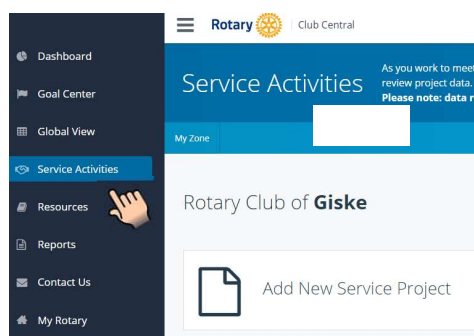 Rotary Club Central
Dashboard
Goal Center
Global View
Service Activities
Resources
Reports
Contact Us
My Rotary
Service Activities
As you work to meet
review project data.
Please note: data r
My Zone
Rotary Club of Giske
Add New Service Project